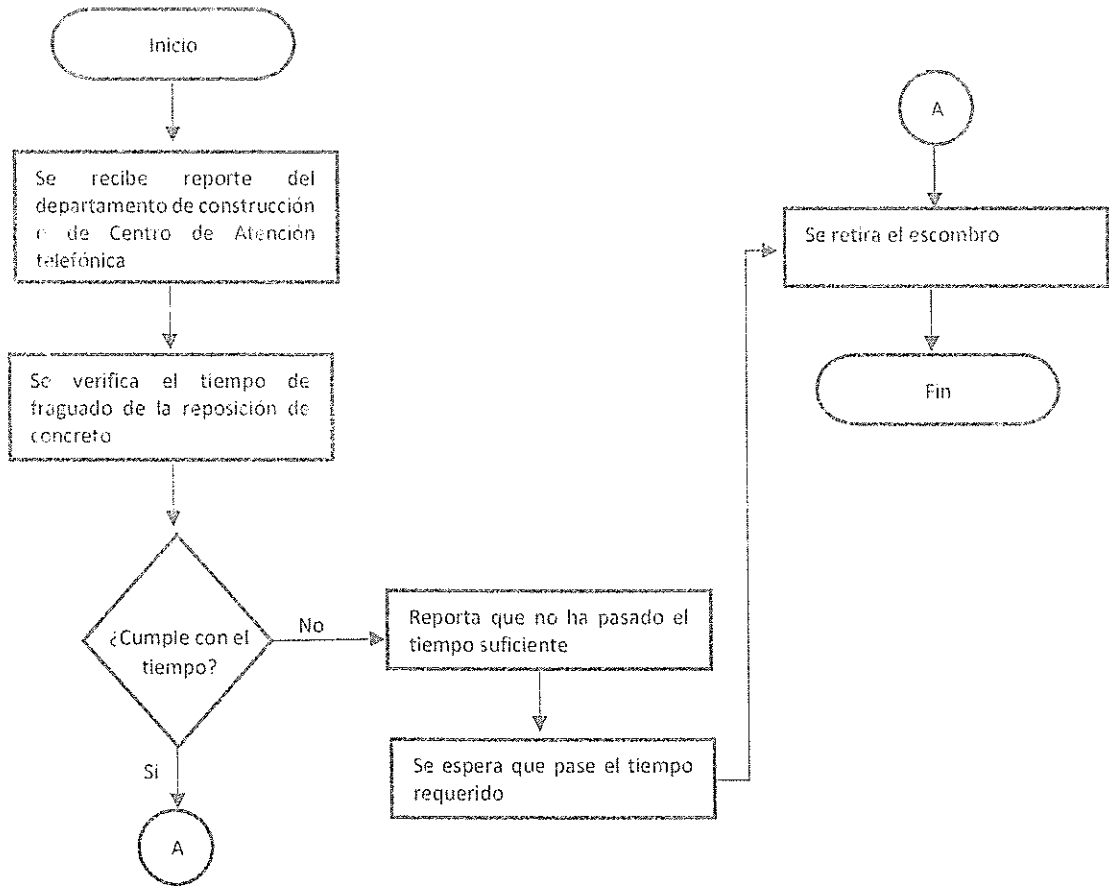 Inicio
Se recibe reporte del
departamento de construcción
o de Centro de Atención
telefónica
Se verifica el tiempo de
fraguado de la reposición de
concreto
¿Cumple con el
tiempo?
No
Si
A
Reporta que no ha pasado el
tiempo suficiente
Se espera que pase el tiempo
requerido
A
Se retira el escombro
Fin